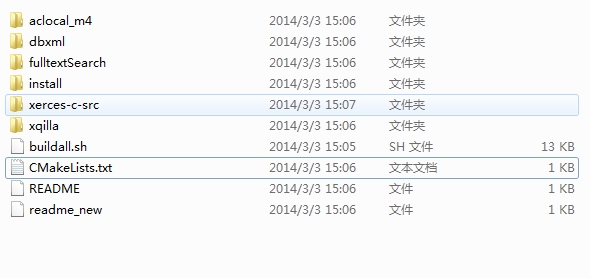 aclocal_m4 2014/3/3 15:06 文件夹
dbxml 2014/3/3 15:06 文件夹
fulltextSearch 2014/3/3 15:06 文件夹
install 2014/3/3 15:06 文件夹
xerces-c-src 2014/3/3 15:07 文件夹
xqilla 2014/3/3 15:06 文件夹
buildall.sh 2014/3/3 15:05 SH 文件 13 KB
CMakeLists.txt 2014/3/3 15:06 文本文档 1 KB
README 2014/3/3 15:06 文件 1 KB
readme_new 2014/3/3 15:06 文件 1 KB